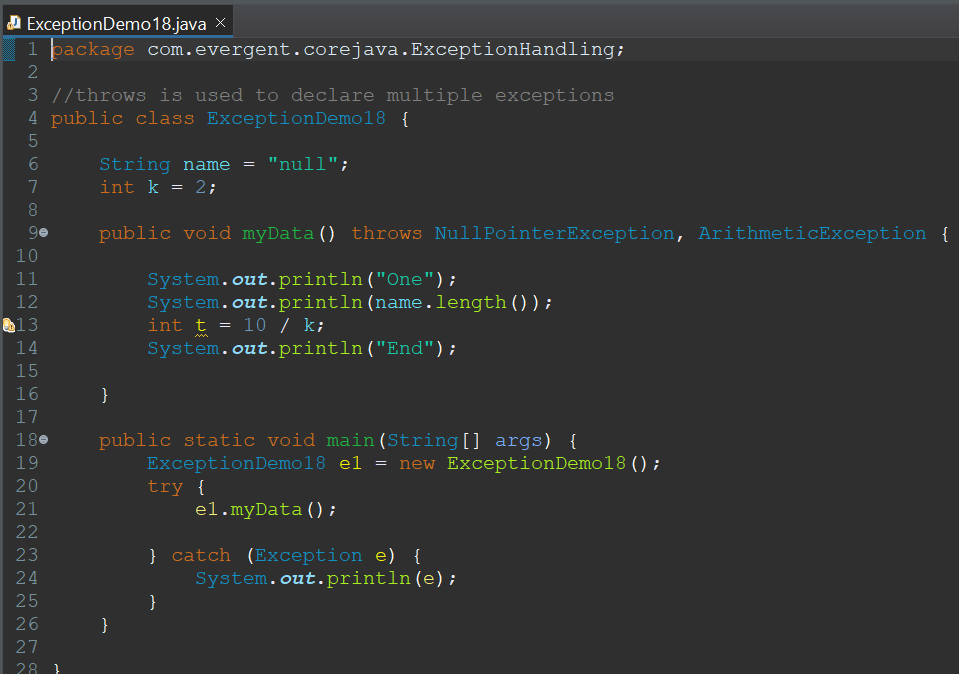 ExceptionDemo18.java
1 package com.evergent.corejava.ExceptionHandling;
2
3 //throws is used to declare multiple exceptions
4 public class ExceptionDemo18 {
5
6     String name = "null";
7     int k = 2;
8
9     public void myData() throws NullPointerException, ArithmeticException {
10
11         System.out.println("One");
12         System.out.println(name.length());
13         int t = 10 / k;
14         System.out.println("End");
15
16     }
17
18     public static void main(String[] args) {
19         ExceptionDemo18 e1 = new ExceptionDemo18();
20         try {
21             e1.myData();
22
23         } catch (Exception e) {
24             System.out.println(e);
25         }
26     }
27
28 }